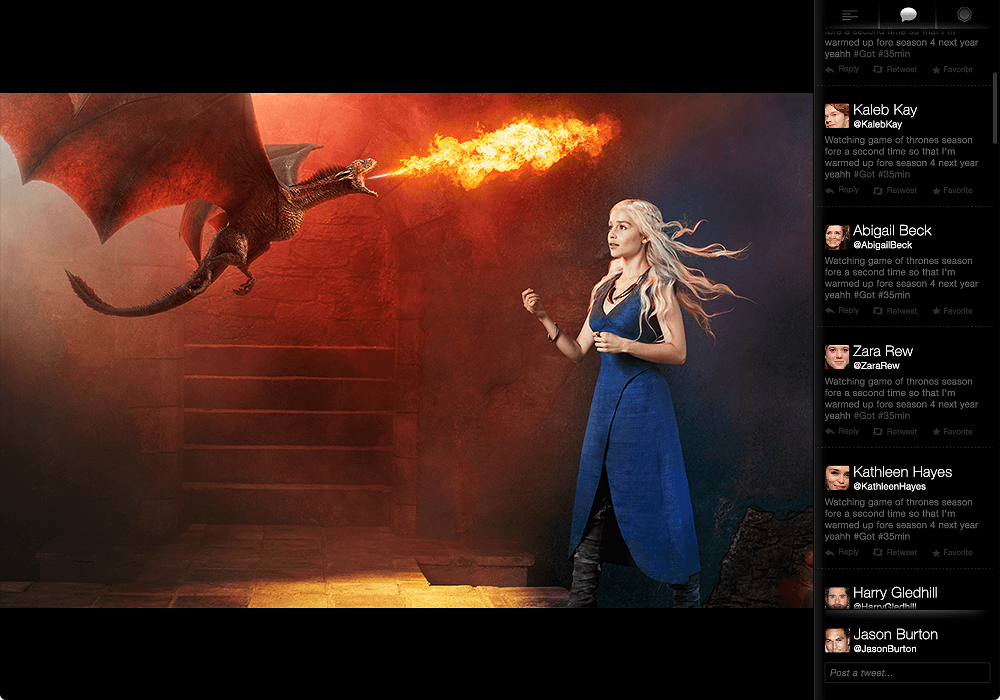 fore a second time so that I'm
warmed up fore season 4 next year
yeahh #Got #35min
Reply Retweet Favorite
Kaleb Kay
@KalebKay
Watching game of thrones season
fore a second time so that I'm
warmed up fore season 4 next year
yeahh #Got #35min
Reply Retweet Favorite
Abigail Beck
@AbigailBeck
Watching game of thrones season
fore a second time so that I'm
warmed up fore season 4 next year
yeahh #Got #35min
Reply Retweet Favorite
Zara Rew
@ZaraRew
Watching game of thrones season
fore a second time so that I'm
warmed up fore season 4 next year
yeahh #Got #35min
Reply Retweet Favorite
Kathleen Hayes
@KathleenHayes
Watching game of thrones season
fore a second time so that I'm
warmed up fore season 4 next year
yeahh #Got #35min
Reply Retweet Favorite
Harry Gledhill
@HarryGledhill
Jason Burton
@JasonBurton
Post a tweet...